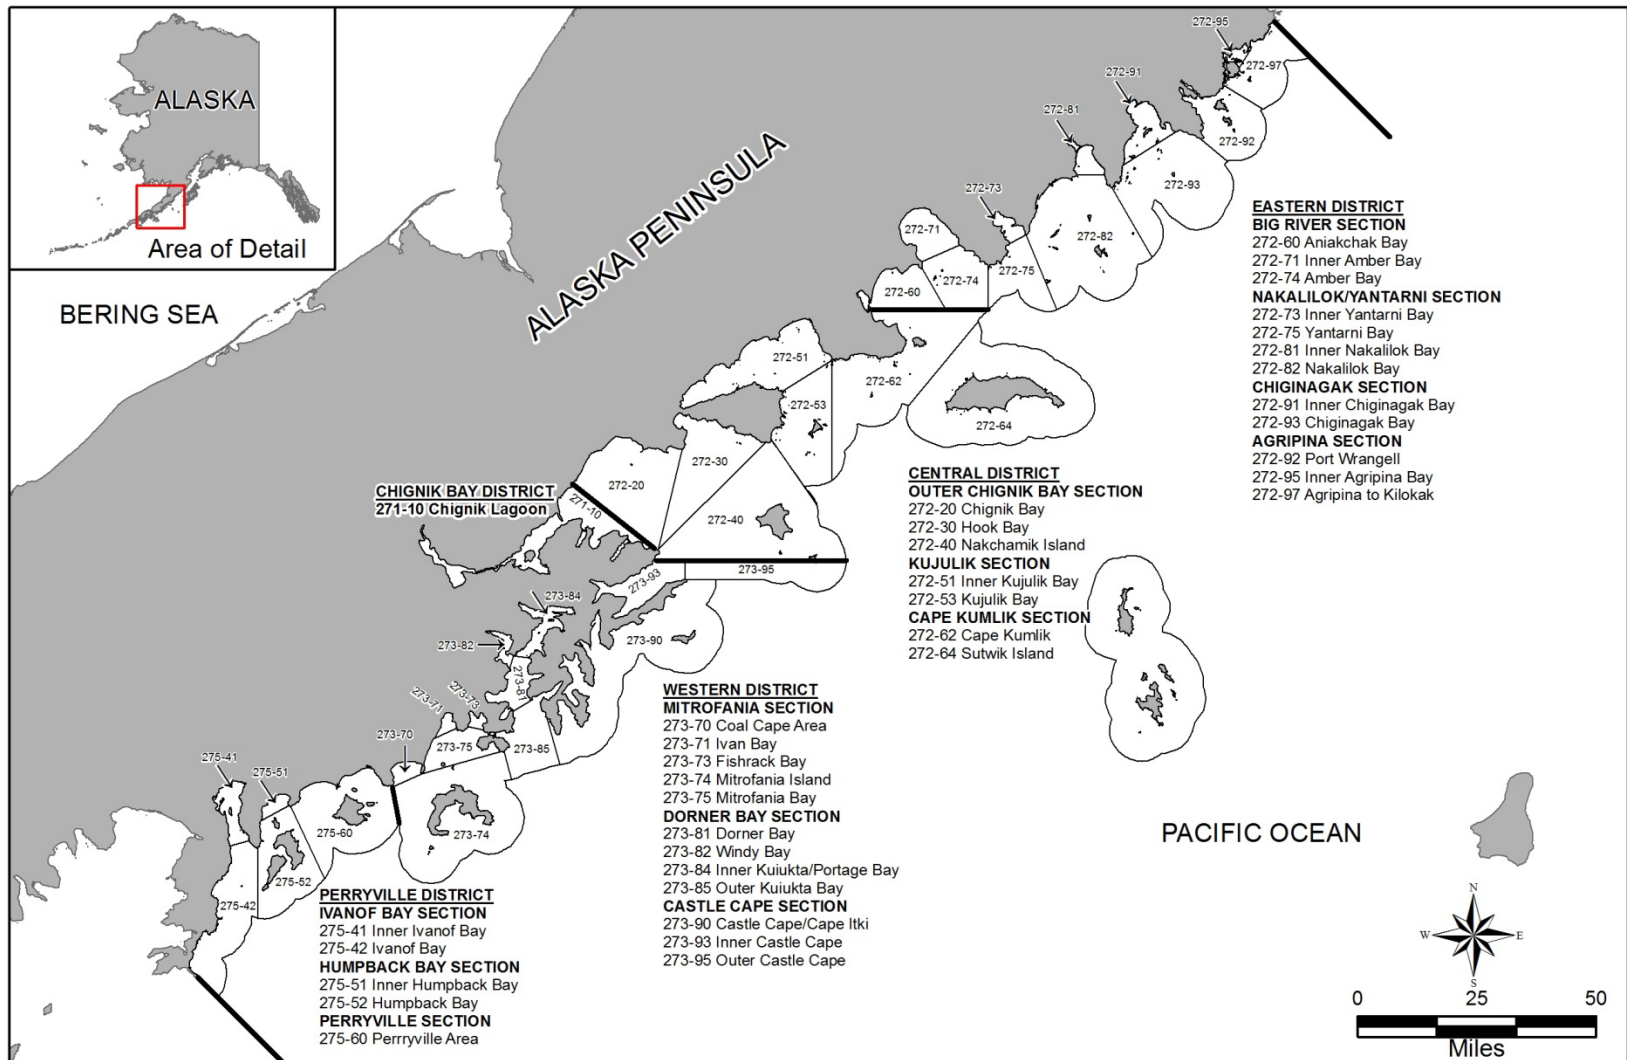 ALASKA
Area of Detail
BERING SEA
ALASKA PENINSULA
PACIFIC OCEAN
272-95
272-97
272-91
272-92
272-81
272-93
272-73
272-82
272-71
272-75
272-74
272-60
272-51
272-62
272-53
272-64
272-30
272-20
272-40
271-10
273-95
273-93
273-84
273-90
273-82
273-81
273-73
273-71
273-70
273-75
273-85
273-74
275-41
275-51
275-60
275-52
275-42
EASTERN DISTRICT
BIG RIVER SECTION
272-60 Aniakchak Bay
272-71 Inner Amber Bay
272-74 Amber Bay
NAKALILOK/YANTARNI SECTION
272-73 Inner Yantarni Bay
272-75 Yantarni Bay
272-81 Inner Nakalilok Bay
272-82 Nakalilok Bay
CHIGINAGAK SECTION
272-91 Inner Chiginagak Bay
272-93 Chiginagak Bay
AGRIPINA SECTION
272-92 Port Wrangell
272-95 Inner Agripina Bay
272-97 Agripina to Kilokak
CHIGNIK BAY DISTRICT
271-10 Chignik Lagoon
CENTRAL DISTRICT
OUTER CHIGNIK BAY SECTION
272-20 Chignik Bay
272-30 Hook Bay
272-40 Nakchamik Island
KUJULIK SECTION
272-51 Inner Kujulik Bay
272-53 Kujulik Bay
CAPE KUMLIK SECTION
272-62 Cape Kumlik
272-64 Sutwik Island
WESTERN DISTRICT
MITROFANIA SECTION
273-70 Coal Cape Area
273-71 Ivan Bay
273-73 Fishrack Bay
273-74 Mitrofania Island
273-75 Mitrofania Bay
DORNER BAY SECTION
273-81 Dorner Bay
273-82 Windy Bay
273-84 Inner Kuiukta/Portage Bay
273-85 Outer Kuiukta Bay
CASTLE CAPE SECTION
273-90 Castle Cape/Cape Itki
273-93 Inner Castle Cape
273-95 Outer Castle Cape
PERRYVILLE DISTRICT
IVANOF BAY SECTION
275-41 Inner Ivanof Bay
275-42 Ivanof Bay
HUMPBACK BAY SECTION
275-51 Inner Humpback Bay
275-52 Humpback Bay
PERRYVILLE SECTION
275-60 Perrryville Area
N
W
E
S
0 25 50
Miles